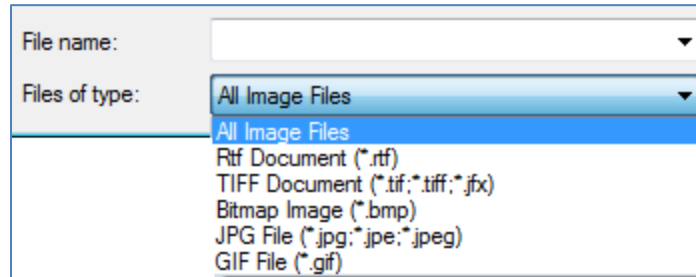 File name:
Files of type:
All Image Files
All Image Files
Rtf Document (*.rtf)
TIFF Document (*.tif;*.tiff;*.jfx)
Bitmap Image (*.bmp)
JPG File (*.jpg;*.jpe;*.jpeg)
GIF File (*.gif)